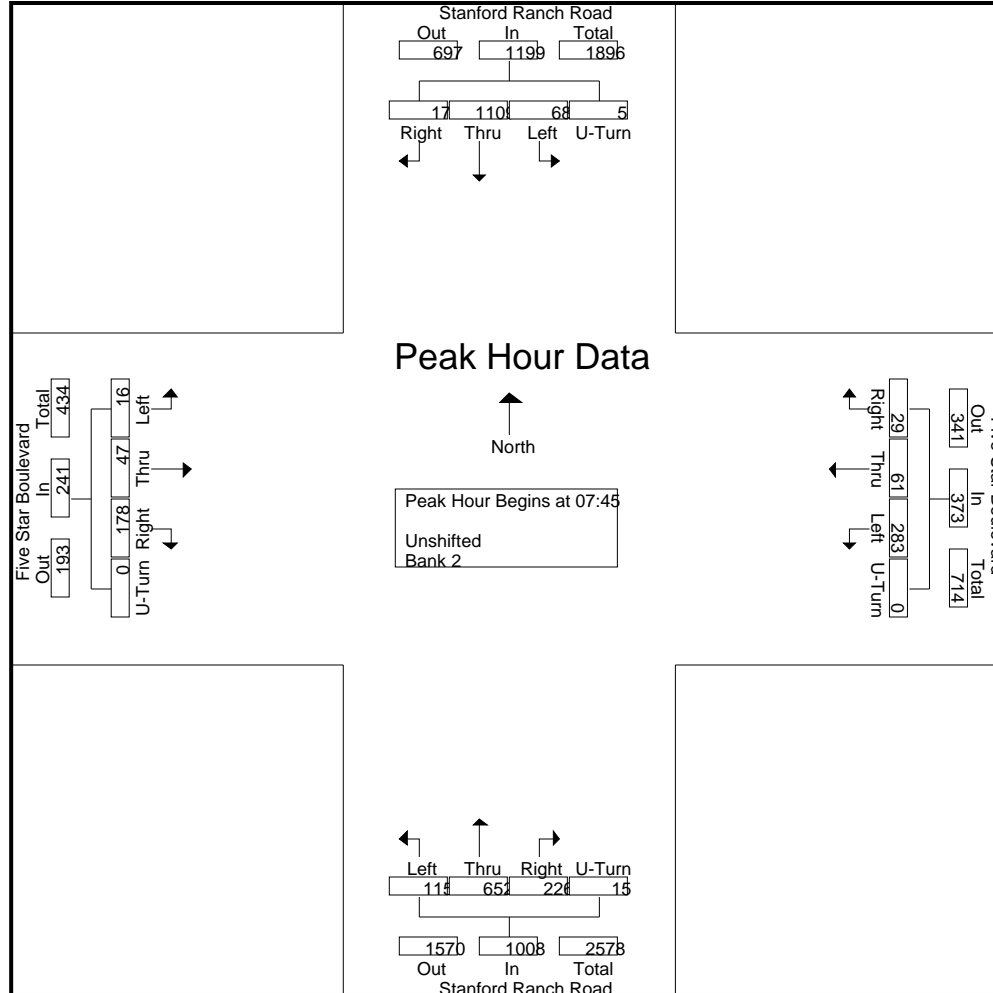 Stanford Ranch Road
Out In Total
697 1199 1896
17 1109 68 5
Right Thru Left U-Turn
Peak Hour Data
North
Peak Hour Begins at 07:45
Unshifted
Bank 2
Five Star Boulevard
Total In Out
434 241 193
16 47 178 0
Left Thru Right U-Turn
Right Thru Left U-Turn
29 61 283 0
341 373 714
Out In Total
Left Thru Right U-Turn
115 652 226 15
1570 1008 2578
Out In Total
Stanford Ranch Road